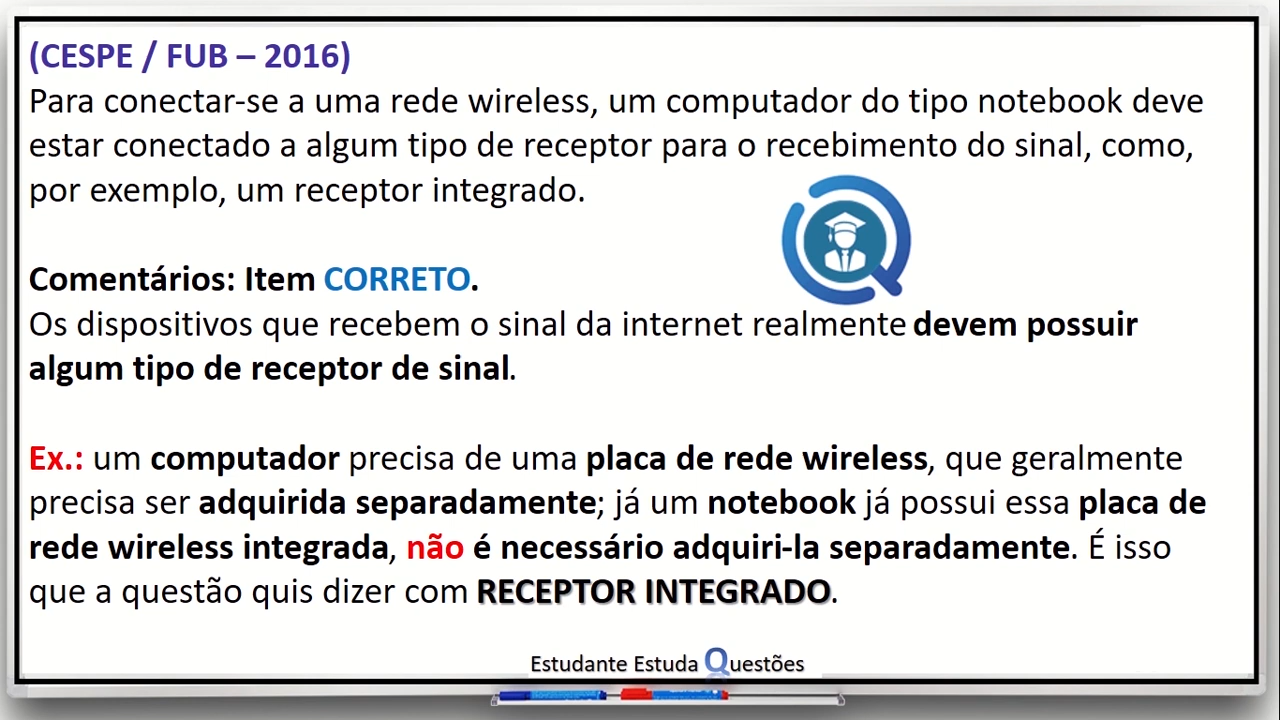 (CESPE / FUB – 2016)
Para conectar-se a uma rede wireless, um computador do tipo notebook deve
estar conectado a algum tipo de receptor para o recebimento do sinal, como,
por exemplo, um receptor integrado.
Comentários: Item CORRETO.
Os dispositivos que recebem o sinal da internet realmente devem possuir
algum tipo de receptor de sinal.
Ex.: um computador precisa de uma placa de rede wireless, que geralmente
precisa ser adquirida separadamente; já um notebook já possui essa placa de
rede wireless integrada, não é necessário adquiri-la separadamente. É isso
que a questão quis dizer com RECEPTOR INTEGRADO.
Estudante Estuda Questões